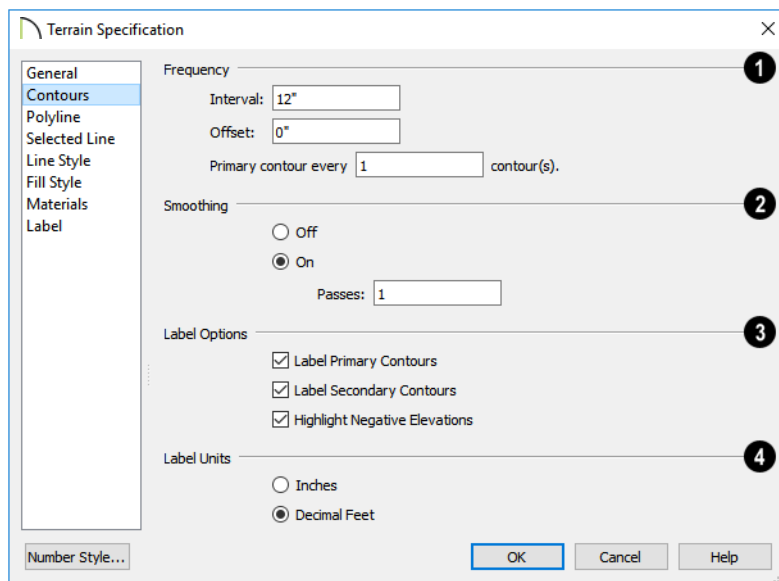 Terrain Specification
General
Contours
Polyline
Selected Line
Line Style
Fill Style
Materials
Label
Frequency 1
Interval: 12"
Offset: 0"
Primary contour every 1 contour(s).
Smoothing 2
Off
On
Passes: 1
Label Options 3
Label Primary Contours
Label Secondary Contours
Highlight Negative Elevations
Label Units 4
Inches
Decimal Feet
Number Style... OK Cancel Help